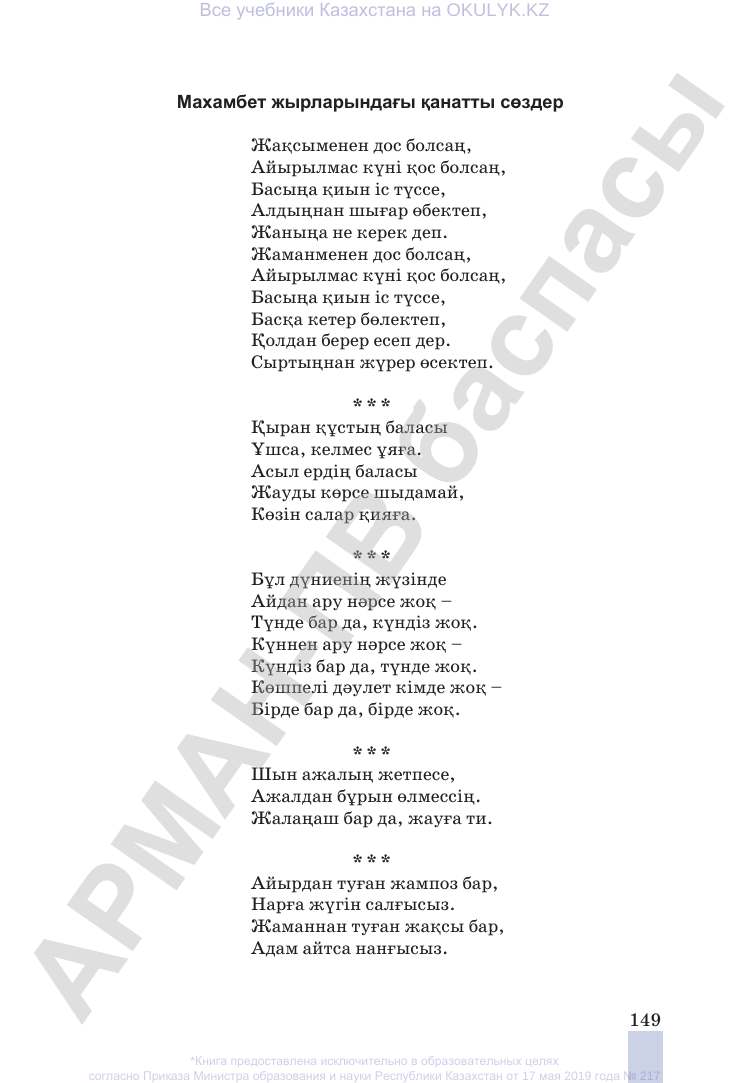 Все учебники Казахстана на OKULYK.KZ
Махамбет жырларындағы қанатты сөздер
Жақсыменен дос болсаң,
Айырылмас күні қос болсаң,
Басыңа қиын іс түссе,
Алдыңнан шығар өбектеп,
Жаныңа не керек деп.
Жаманменен дос болсаң,
Айырылмас күні қос болсаң,
Басыңа қиын іс түссе,
Басқа кетер бөлектеп,
Қолдан берер есеп дер.
Сыртыңнан жүрер өсектеп.
* * *
Қыран құстың баласы
Ұшса, келмес ұяға.
Асыл ердің баласы
Жауды көрсе шыдамай,
Көзін салар қияға.
* * *
Бұл дүниенің жүзінде
Айдан ару нәрсе жоқ –
Түнде бар да, күндіз жоқ.
Күннен ару нәрсе жоқ –
Күндіз бар да, түнде жоқ.
Көшпелі дәулет кімде жоқ –
Бірде бар да, бірде жоқ.
* * *
Шын ажалың жетпесе,
Ажалдан бұрын өлмессің.
Жалаңаш бар да, жауға ти.
* * *
Айырдан туған жампоз бар,
Нарға жүгін салғысыз.
Жаманнан туған жақсы бар,
Адам айтса нанғысыз.
АРМАН-ПВ баспасы
149
*Книга предоставлена исключительно в образовательных целях
согласно Приказа Министра образования и науки Республики Казахстан от 17 мая 2019 года № 217